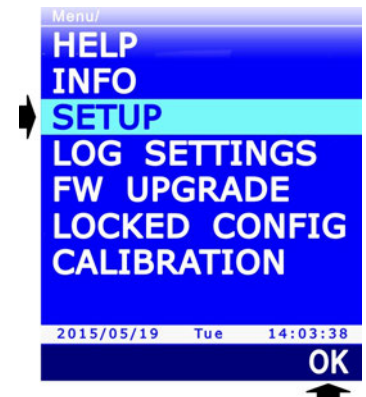 Menu/
HELP
INFO
SETUP
LOG SETTINGS
FW UPGRADE
LOCKED CONFIG
CALIBRATION
2015/05/19 Tue 14:03:38
OK